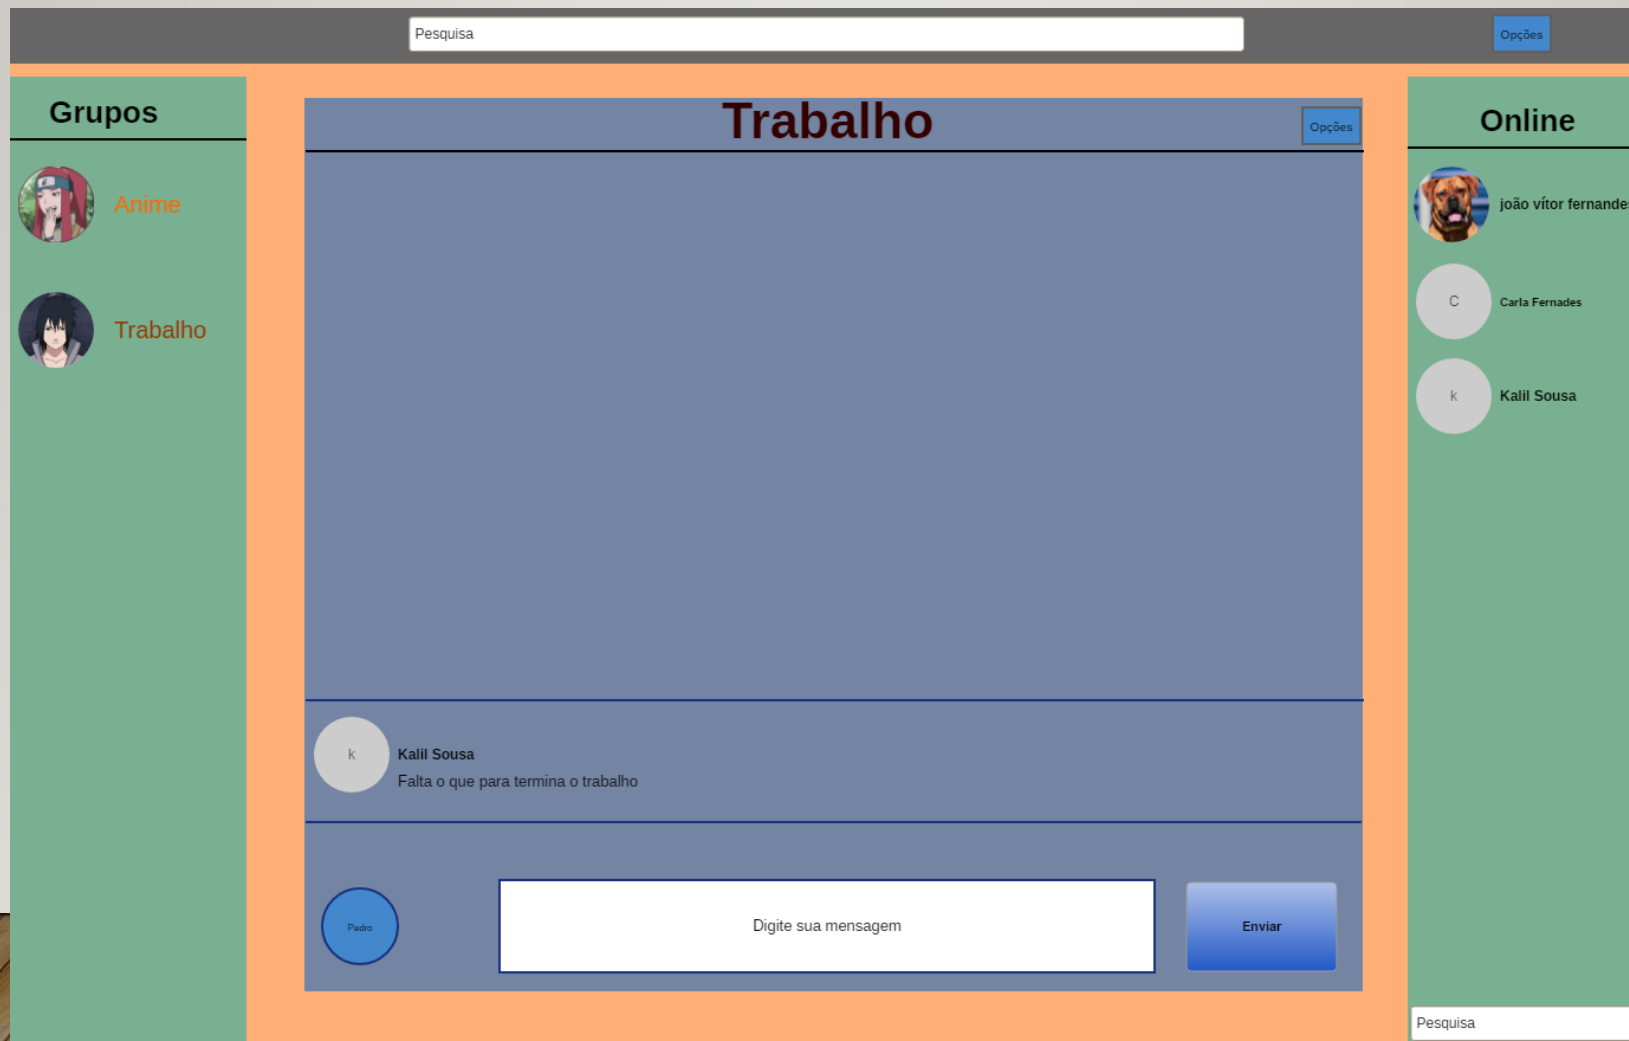 Pesquisa
Opções
Grupos
Anime
Trabalho
Trabalho
Opções
Kalil Sousa
k
Falta o que para termina o trabalho
Pedro
Digite sua mensagem
Enviar
Online
joão vítor fernandes
C
Carla Fernades
k
Kalil Sousa
Pesquisa